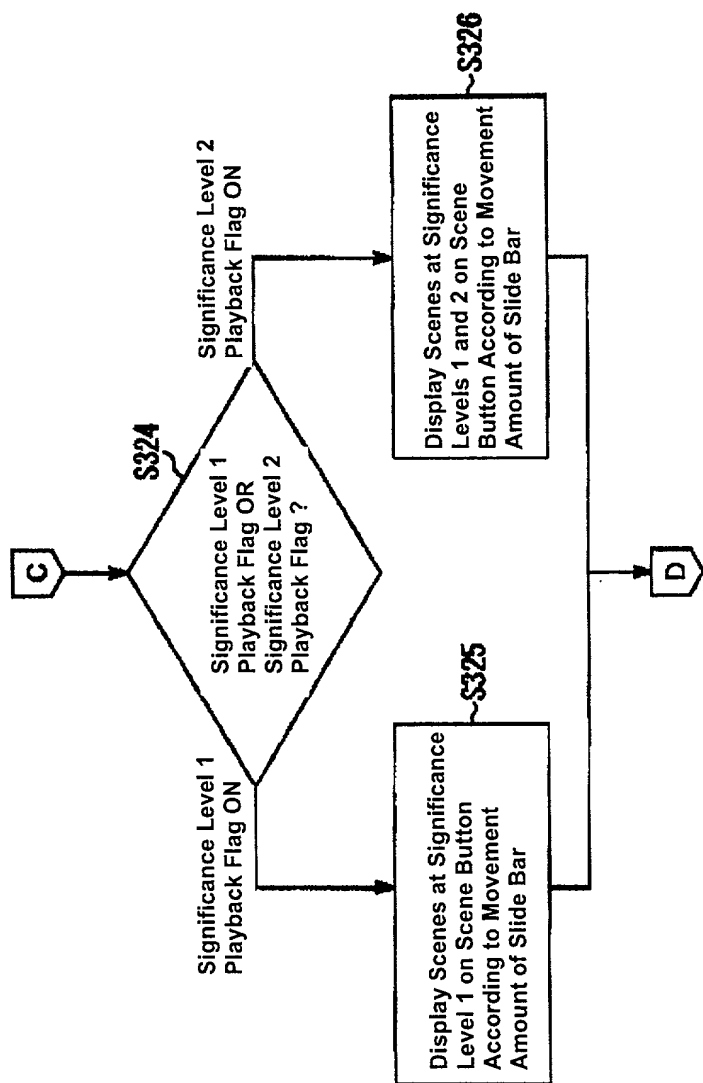 C
S324
Significance Level 1
Playback Flag OR
Significance Level 2
Playback Flag ?
Significance Level 1
Playback Flag ON
Significance Level 2
Playback Flag ON
S325
Display Scenes at Significance
Level 1 on Scene Button
According to Movement
Amount of Slide Bar
S326
Display Scenes at Significance
Levels 1 and 2 on Scene
Button According to Movement
Amount of Slide Bar
D